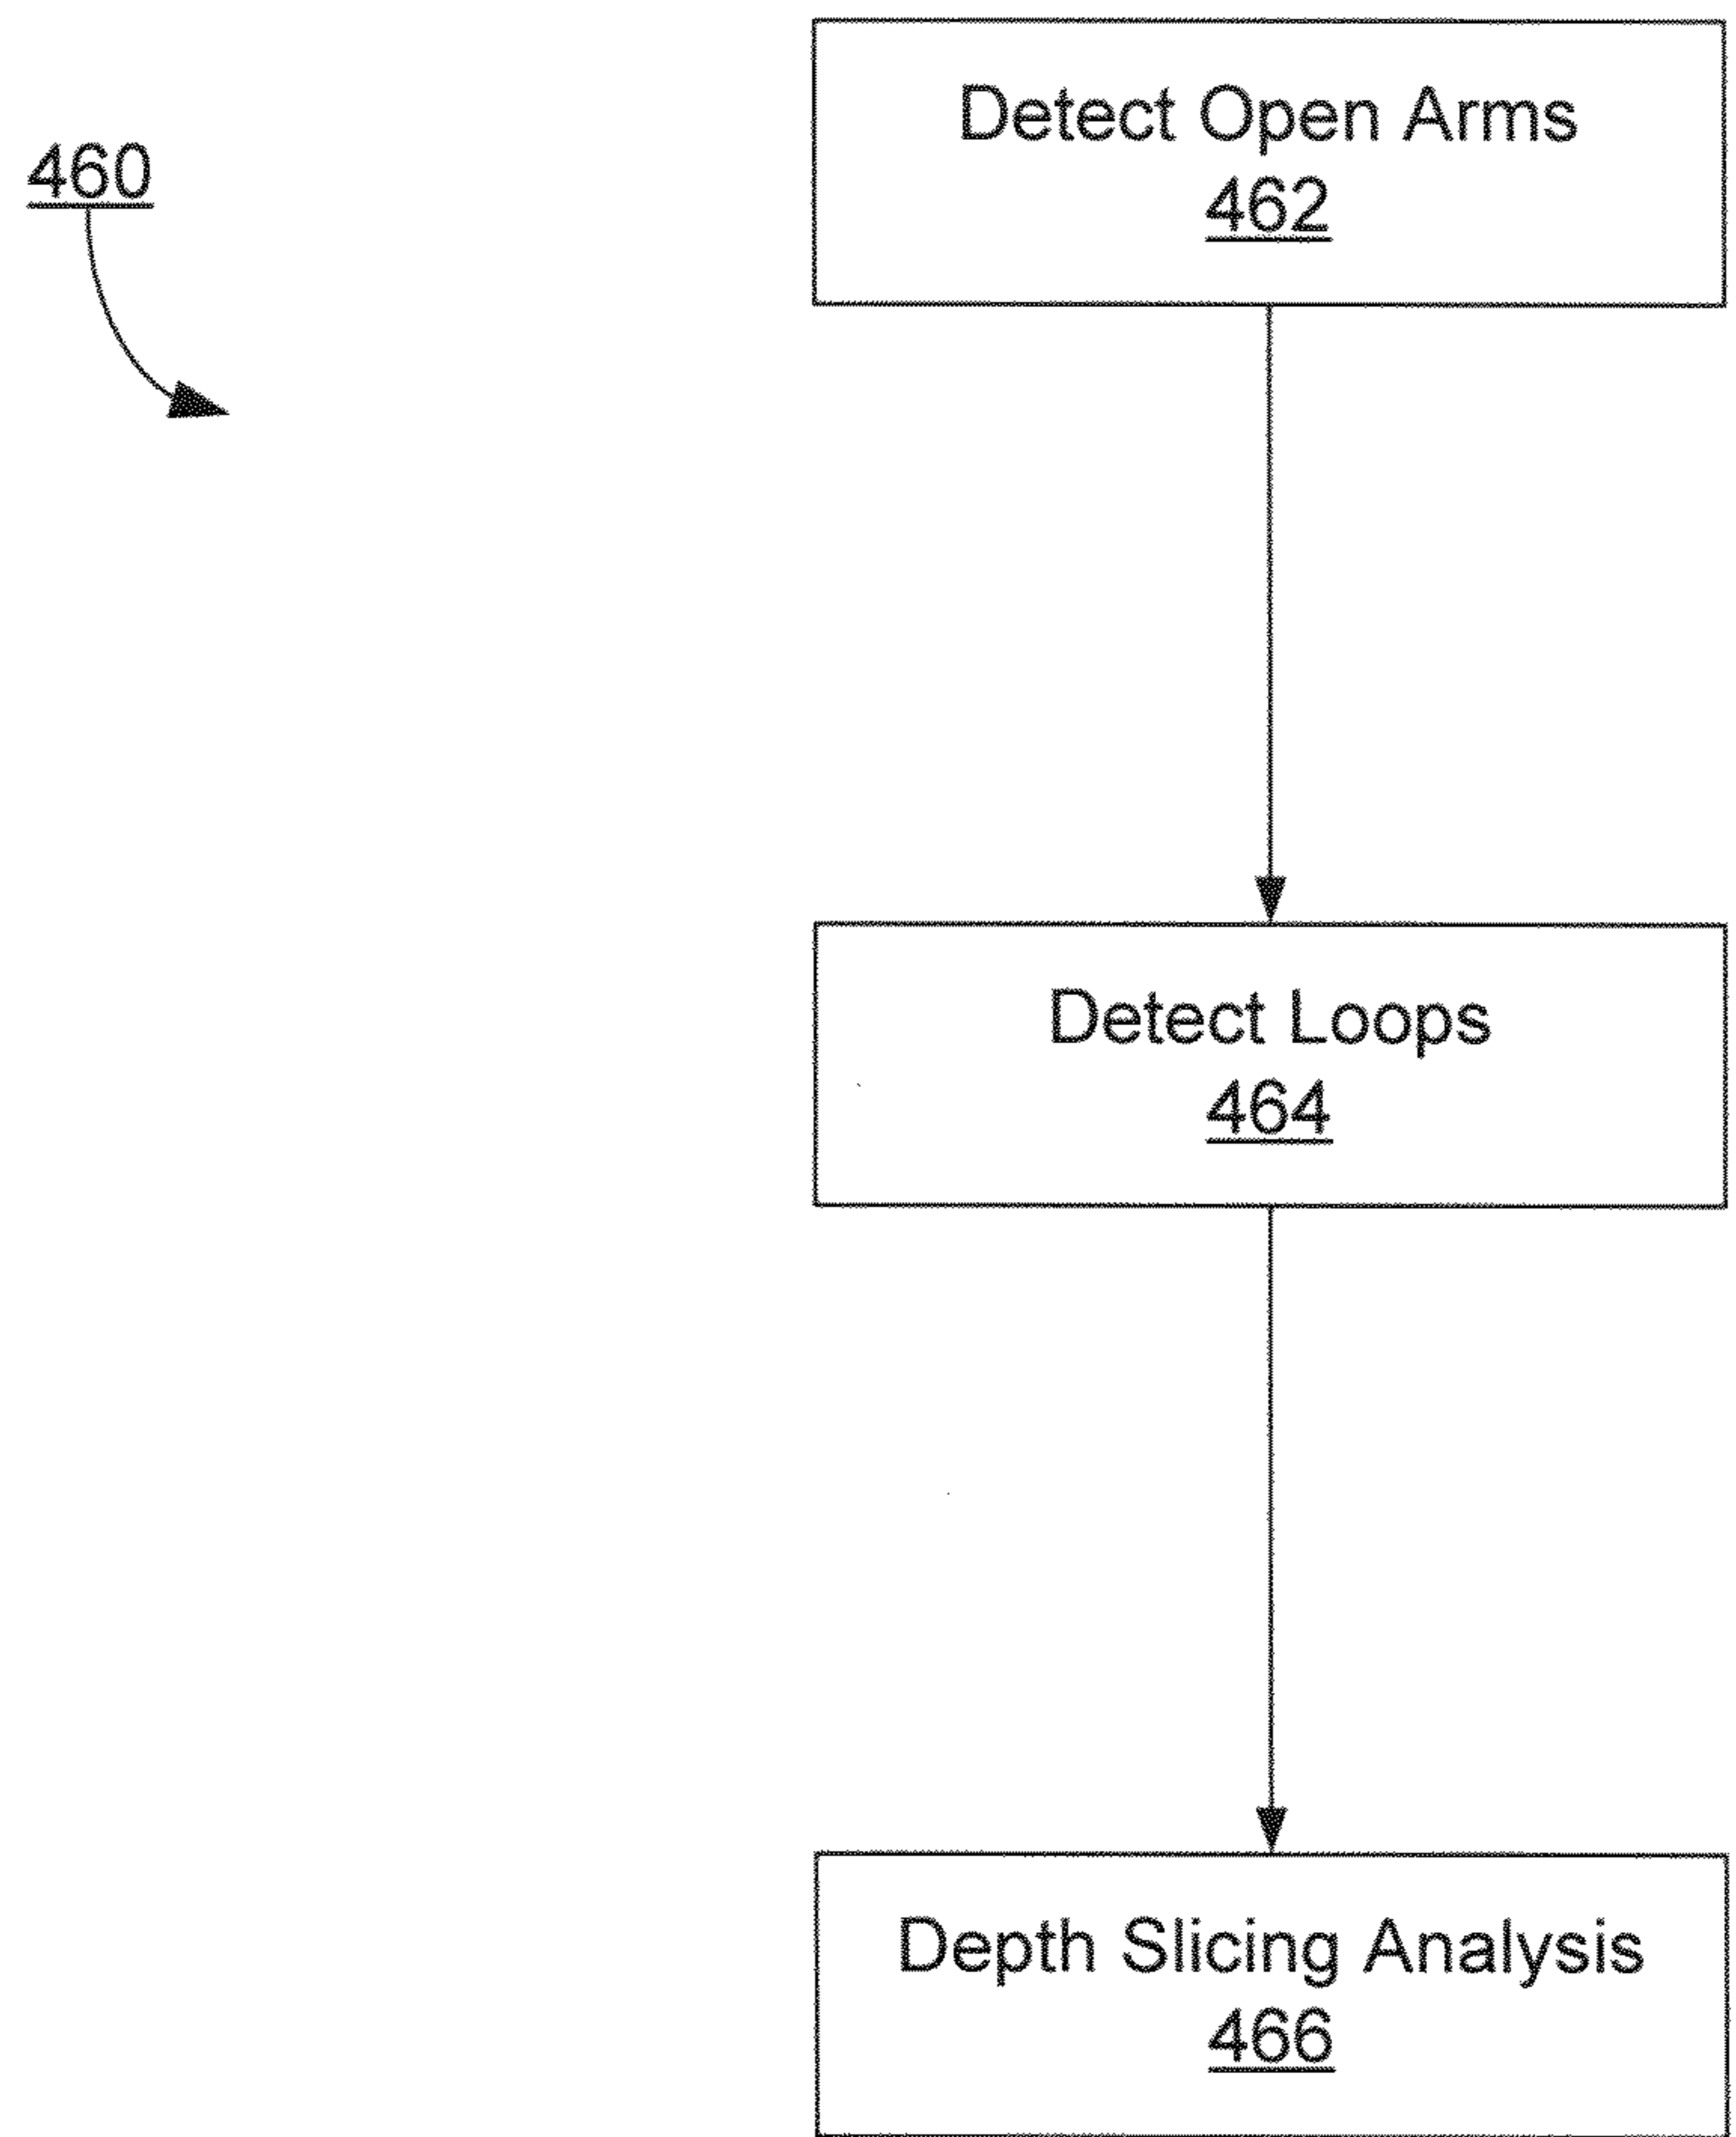 460
Detect Open Arms
462
Detect Loops
464
Depth Slicing Analysis
466